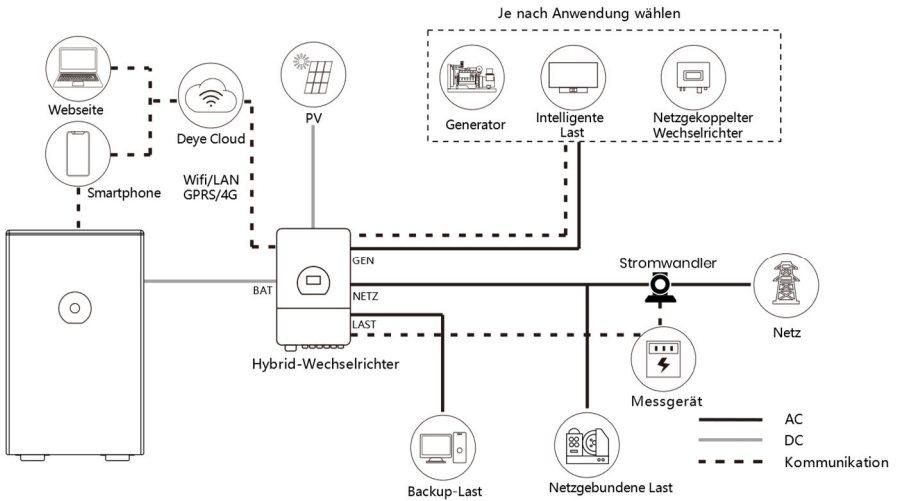 Je nach Anwendung wählen
Webseite
Deye Cloud
PV
Generator
Intelligente
Last
Netzgekoppelter
Wechselrichter
Smartphone
Wifi/LAN
GPRS/4G
GEN
BAT
NETZ
LAST
Stromwandler
Netz
Hybrid-Wechselrichter
Messgerät
Backup-Last
Netzgebundene Last
AC
DC
Kommunikation